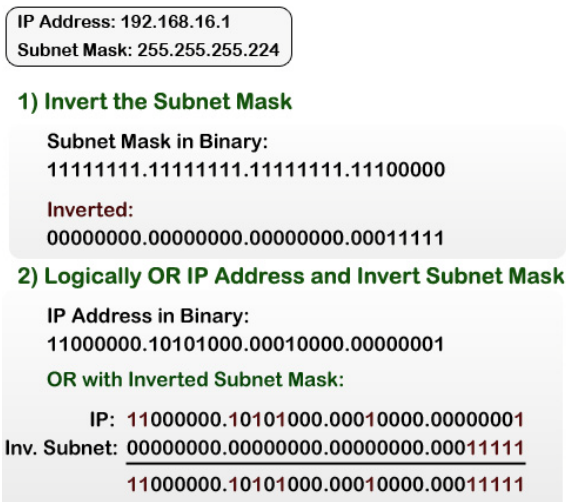 IP Address: 192.168.16.1
Subnet Mask: 255.255.255.224
1) Invert the Subnet Mask
Subnet Mask in Binary:
11111111.11111111.11111111.11100000
Inverted:
00000000.00000000.00000000.00011111
2) Logically OR IP Address and Invert Subnet Mask
IP Address in Binary:
11000000.10101000.00010000.00000001
OR with Inverted Subnet Mask:
IP: 11000000.10101000.00010000.00000001
Inv. Subnet: 00000000.00000000.00000000.00011111
11000000.10101000.00010000.00011111